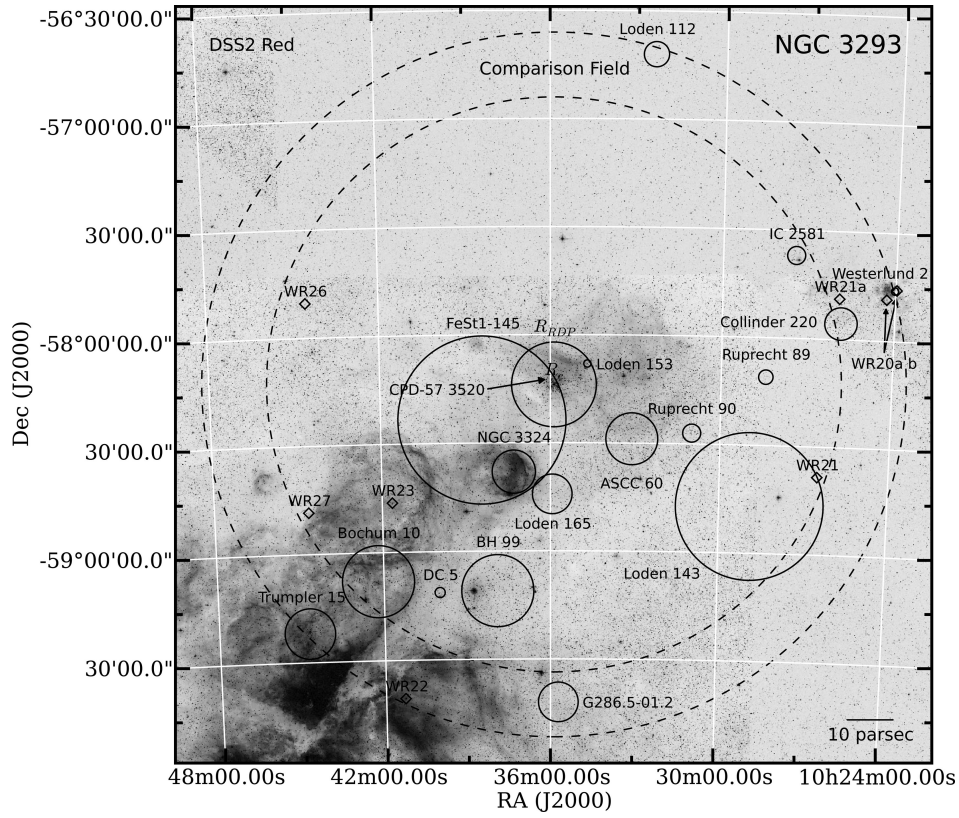 -56°30'00.0"
Loden 112
DSS2 Red
NGC 3293
Comparison Field
-57°00'00.0"
30'00.0"
IC 2581
Westerlund 2
WR21a
WR26
FeSt1-145
R_RDP
Collinder 220
-58°00'00.0"
Ruprecht 89
WR20a,b
Loden 153
CPD-57 3520
Ruprecht 90
NGC 3324
30'00.0"
WR21
ASCC 60
WR23
WR27
Loden 165
Bochum 10
BH 99
-59°00'00.0"
DC 5
Loden 143
Trumpler 15
30'00.0"
WR22
G286.5-01.2
10 parsec
48m00.00s
42m00.00s
36m00.00s
30m00.00s
10h24m00.00s
RA (J2000)
Dec (J2000)